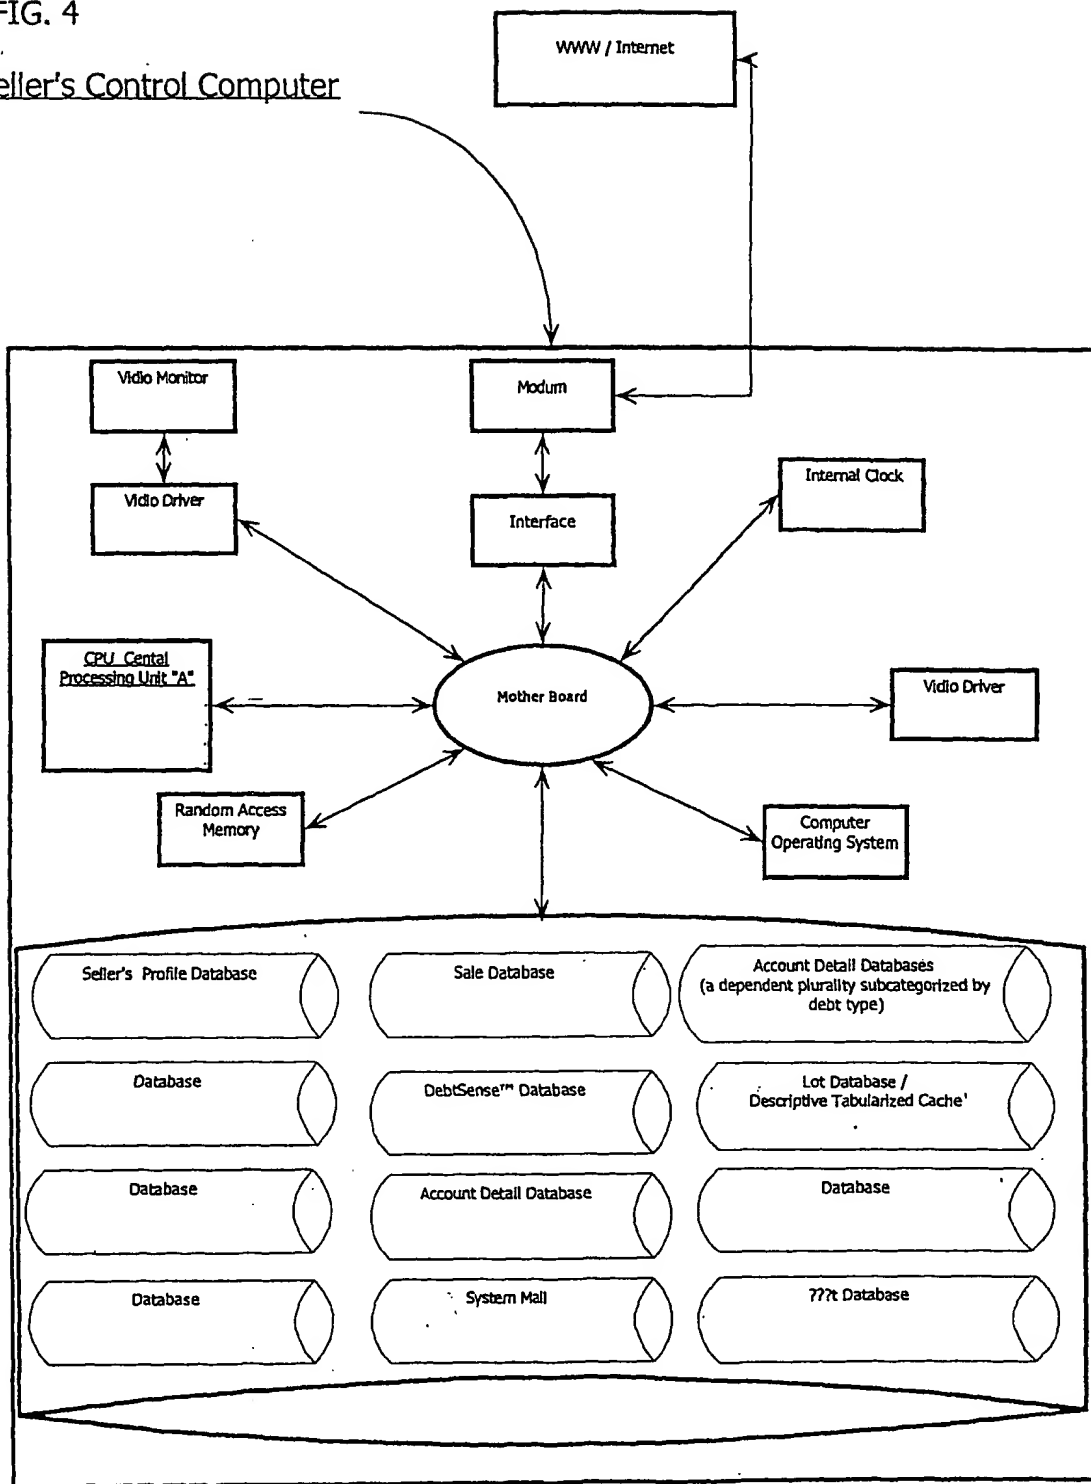 FIG. 4
eller's Control Computer
WWW / Internet
Vidio Monitor
Modum
Internal Clock
Vidio Driver
Interface
CPU Cental
Processing Unit "A"
Mother Board
Vidio Driver
Random Access
Memory
Computer
Operating System
Seller's Profile Database
Sale Database
Account Detail Databases
(a dependent plurality subcategorized by
debt type)
Database
DebtSense™ Database
Lot Database /
Descriptive Tabularized Cache'
Database
Account Detail Database
Database
Database
System Mail
???t Database